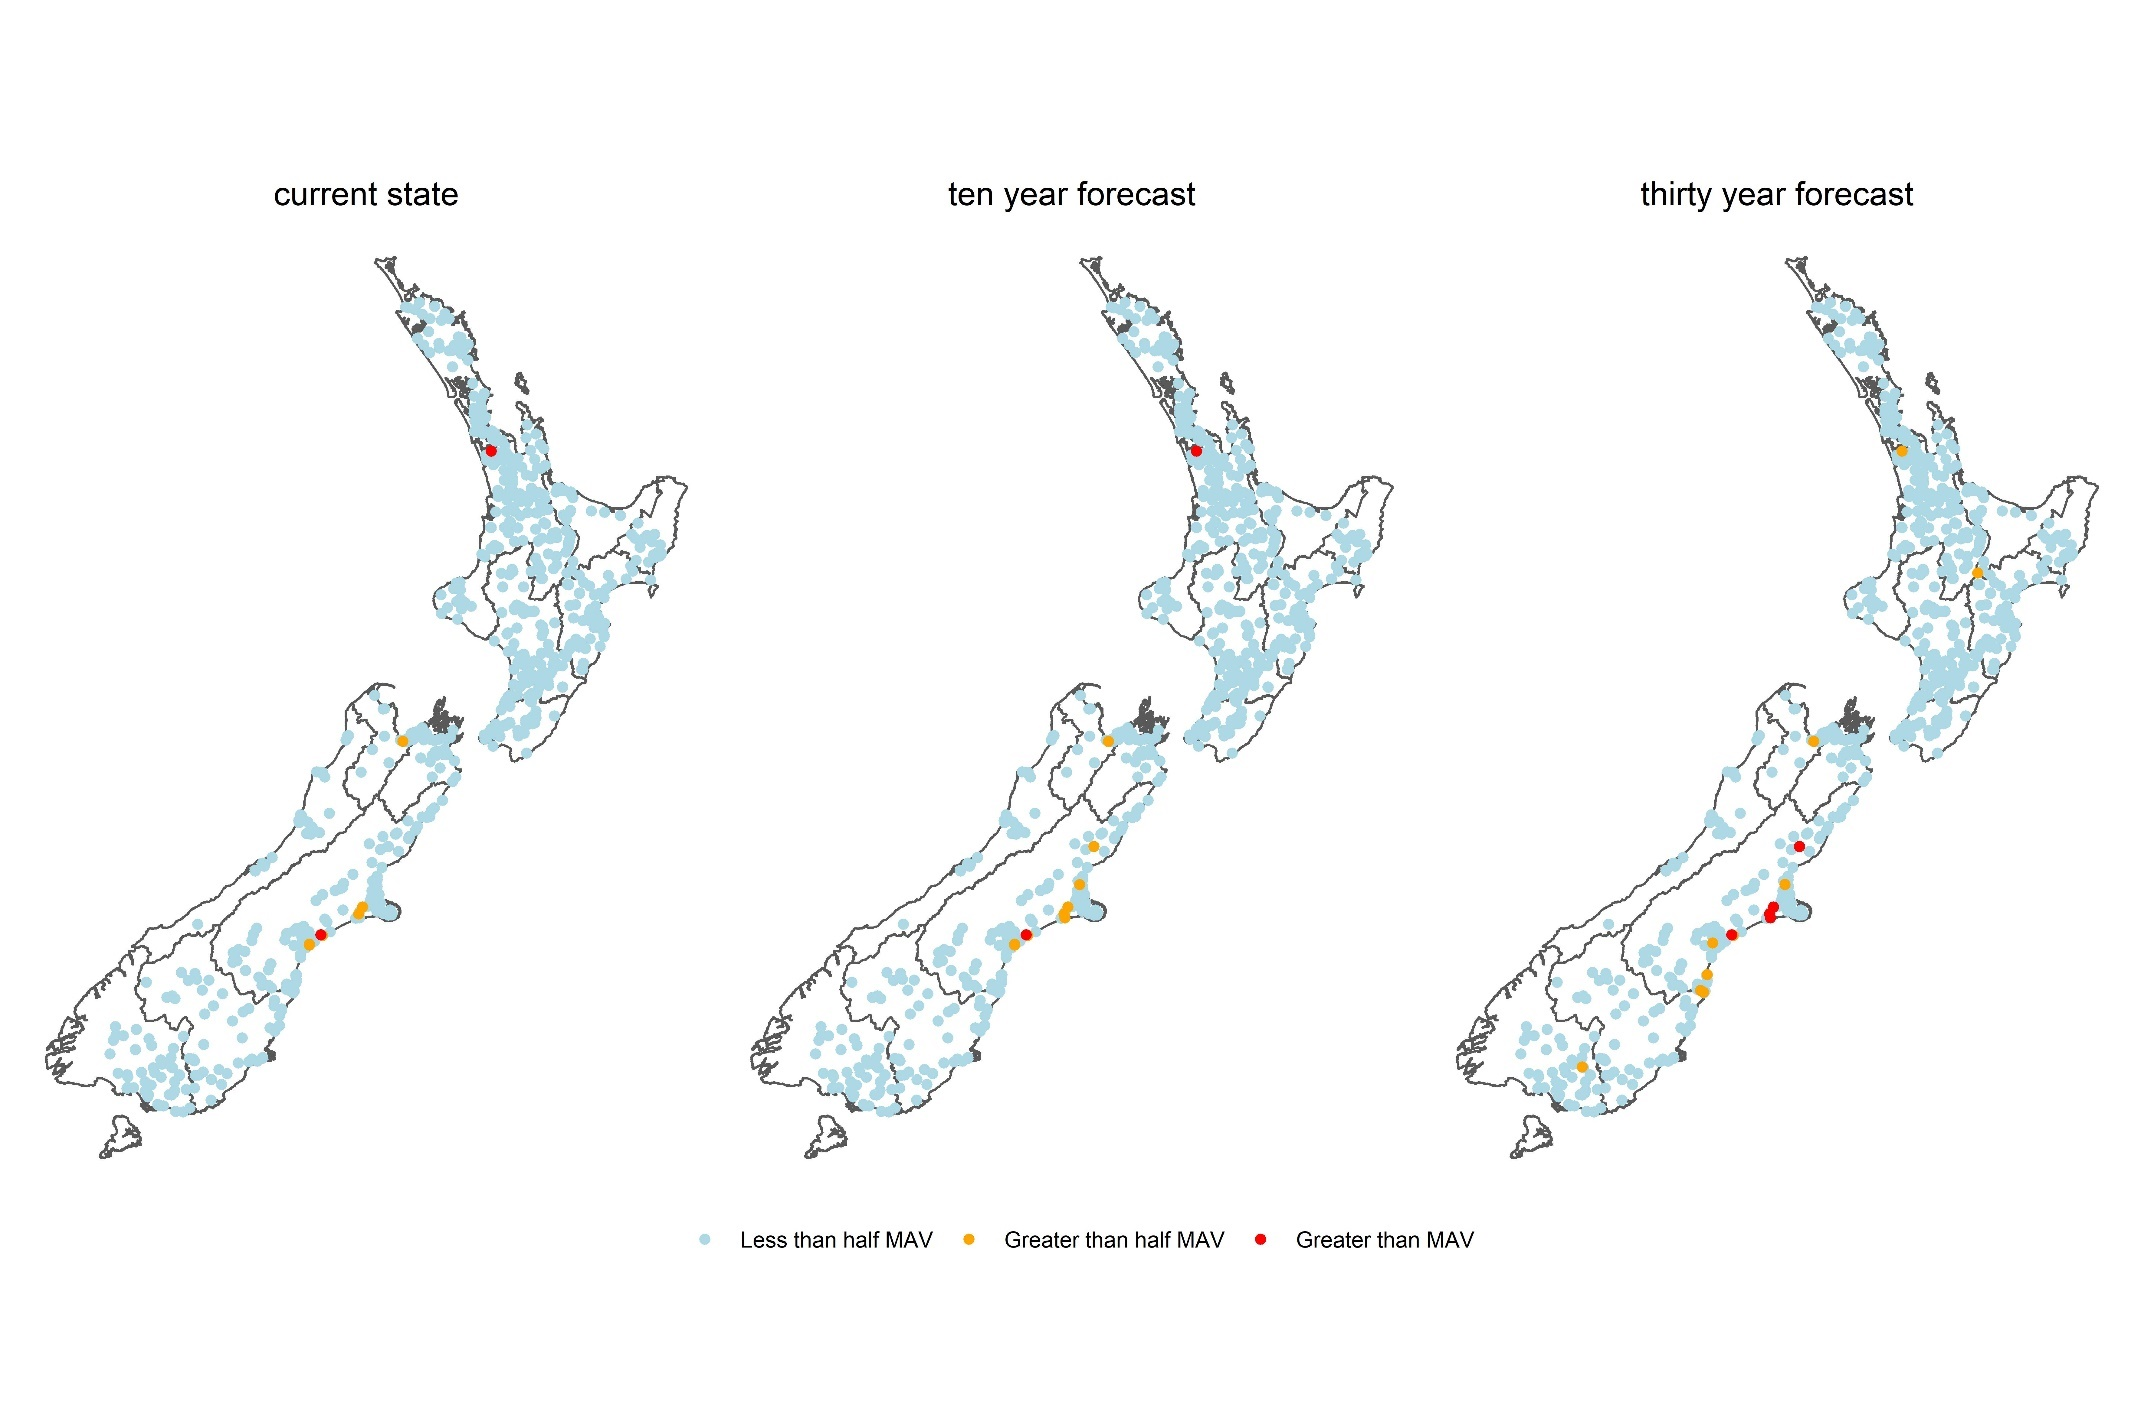 current state
ten year forecast
thirty year forecast
Less than half MAV
Greater than half MAV
Greater than MAV